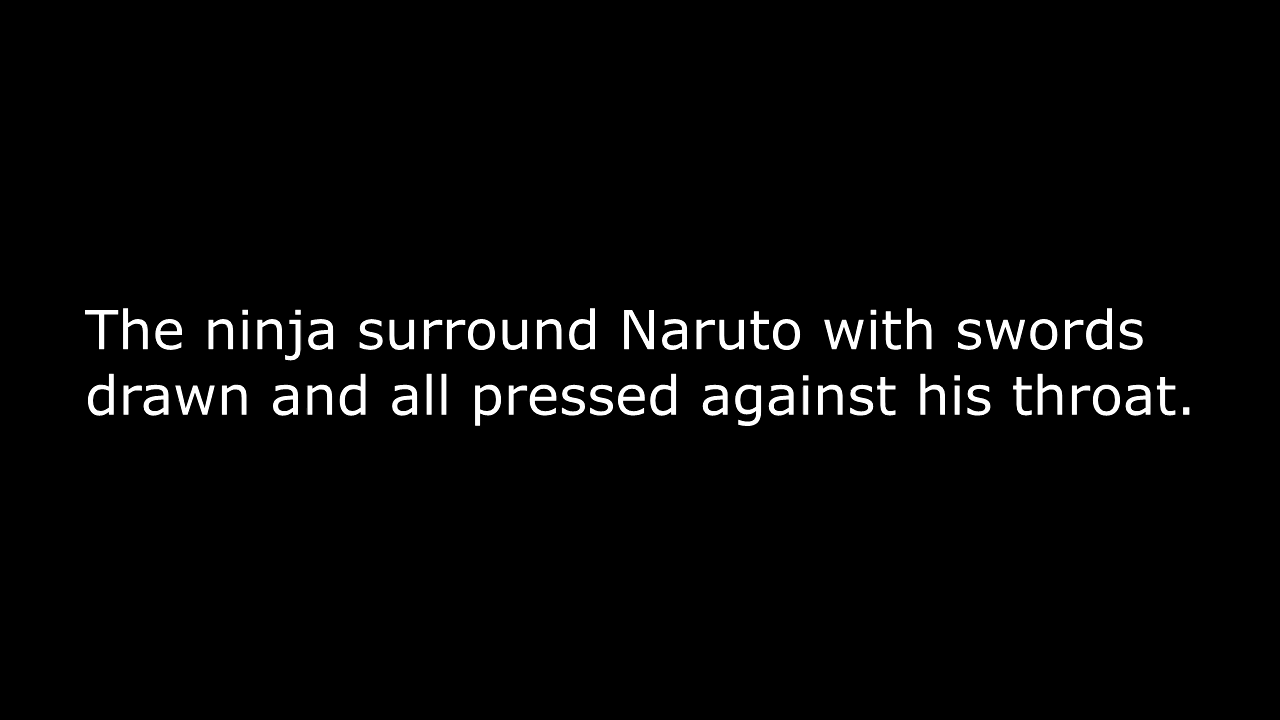 The ninja surround Naruto with swords
drawn and all pressed against his throat.